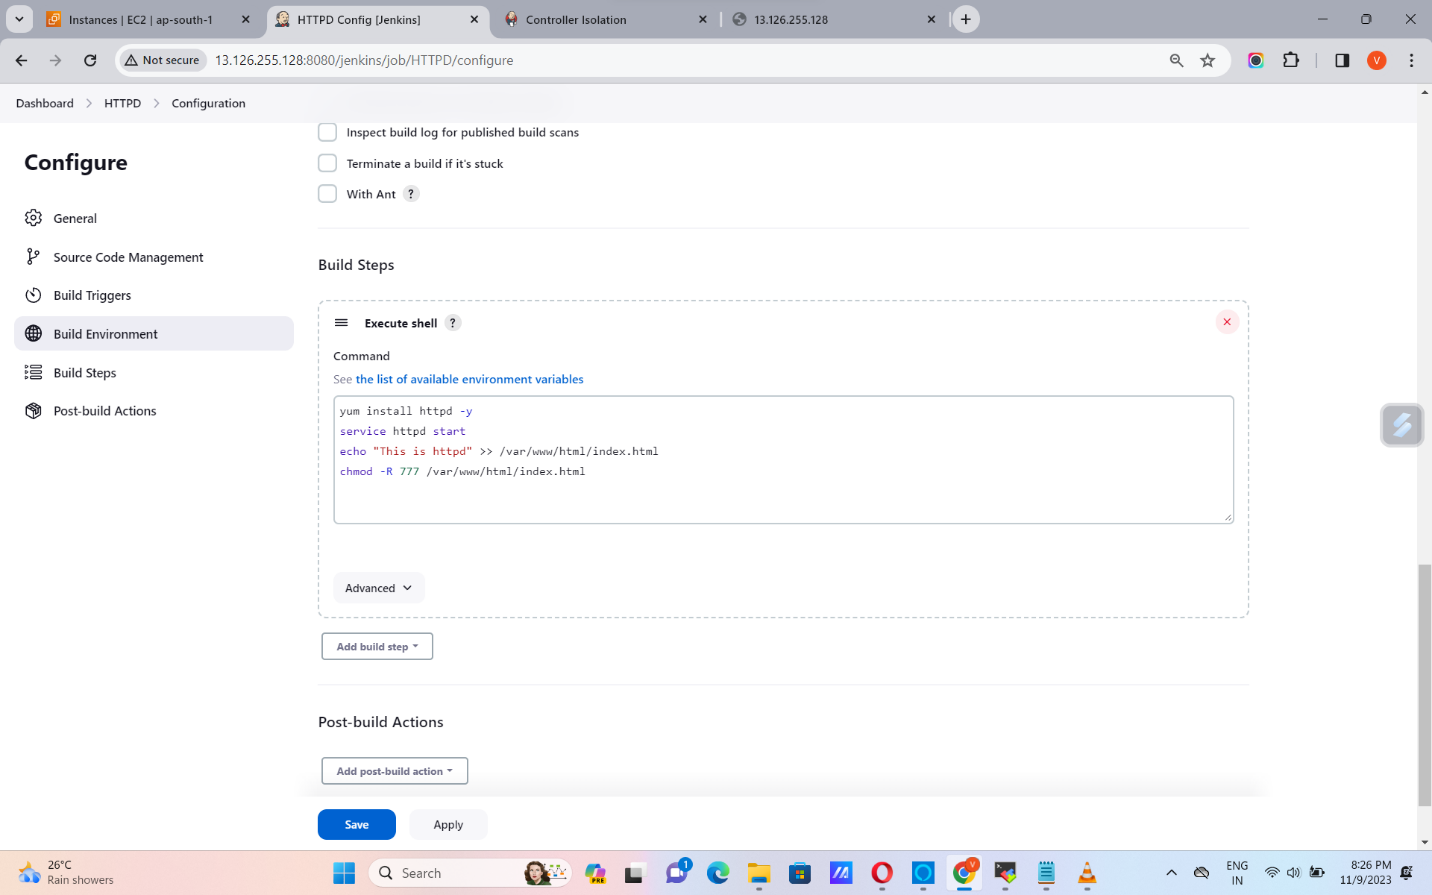 Instances | EC2 | ap-south-1
HTTPD Config [Jenkins]
Controller Isolation
13.126.255.128
Not secure
13.126.255.128:8080/jenkins/job/HTTPD/configure
V
Dashboard
HTTPD
Configuration
Configure
General
Source Code Management
Build Triggers
Build Environment
Build Steps
Post-build Actions
Inspect build log for published build scans
Terminate a build if it's stuck
With Ant ?
Build Steps
Execute shell ?
Command
See the list of available environment variables
yum install httpd -y
service httpd start
echo "This is httpd" >> /var/www/html/index.html
chmod -R 777 /var/www/html/index.html
Advanced
Add build step
Post-build Actions
Add post-build action
Save
Apply
26°C
Rain showers
Search
PRE
1
V
ENG
IN
8:26 PM
11/9/2023